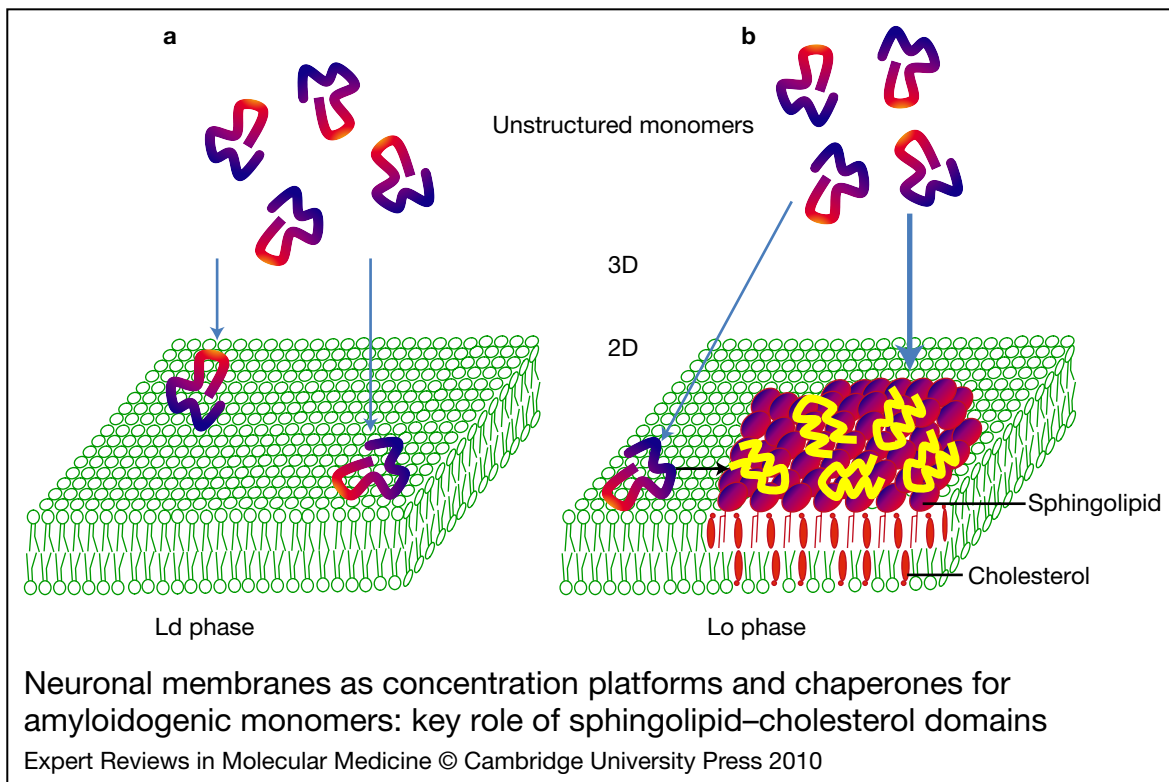 a
b
Unstructured monomers
3D
2D
Sphingolipid
Cholesterol
Ld phase
Lo phase
Neuronal membranes as concentration platforms and chaperones for
amyloidogenic monomers: key role of sphingolipid–cholesterol domains
Expert Reviews in Molecular Medicine © Cambridge University Press 2010